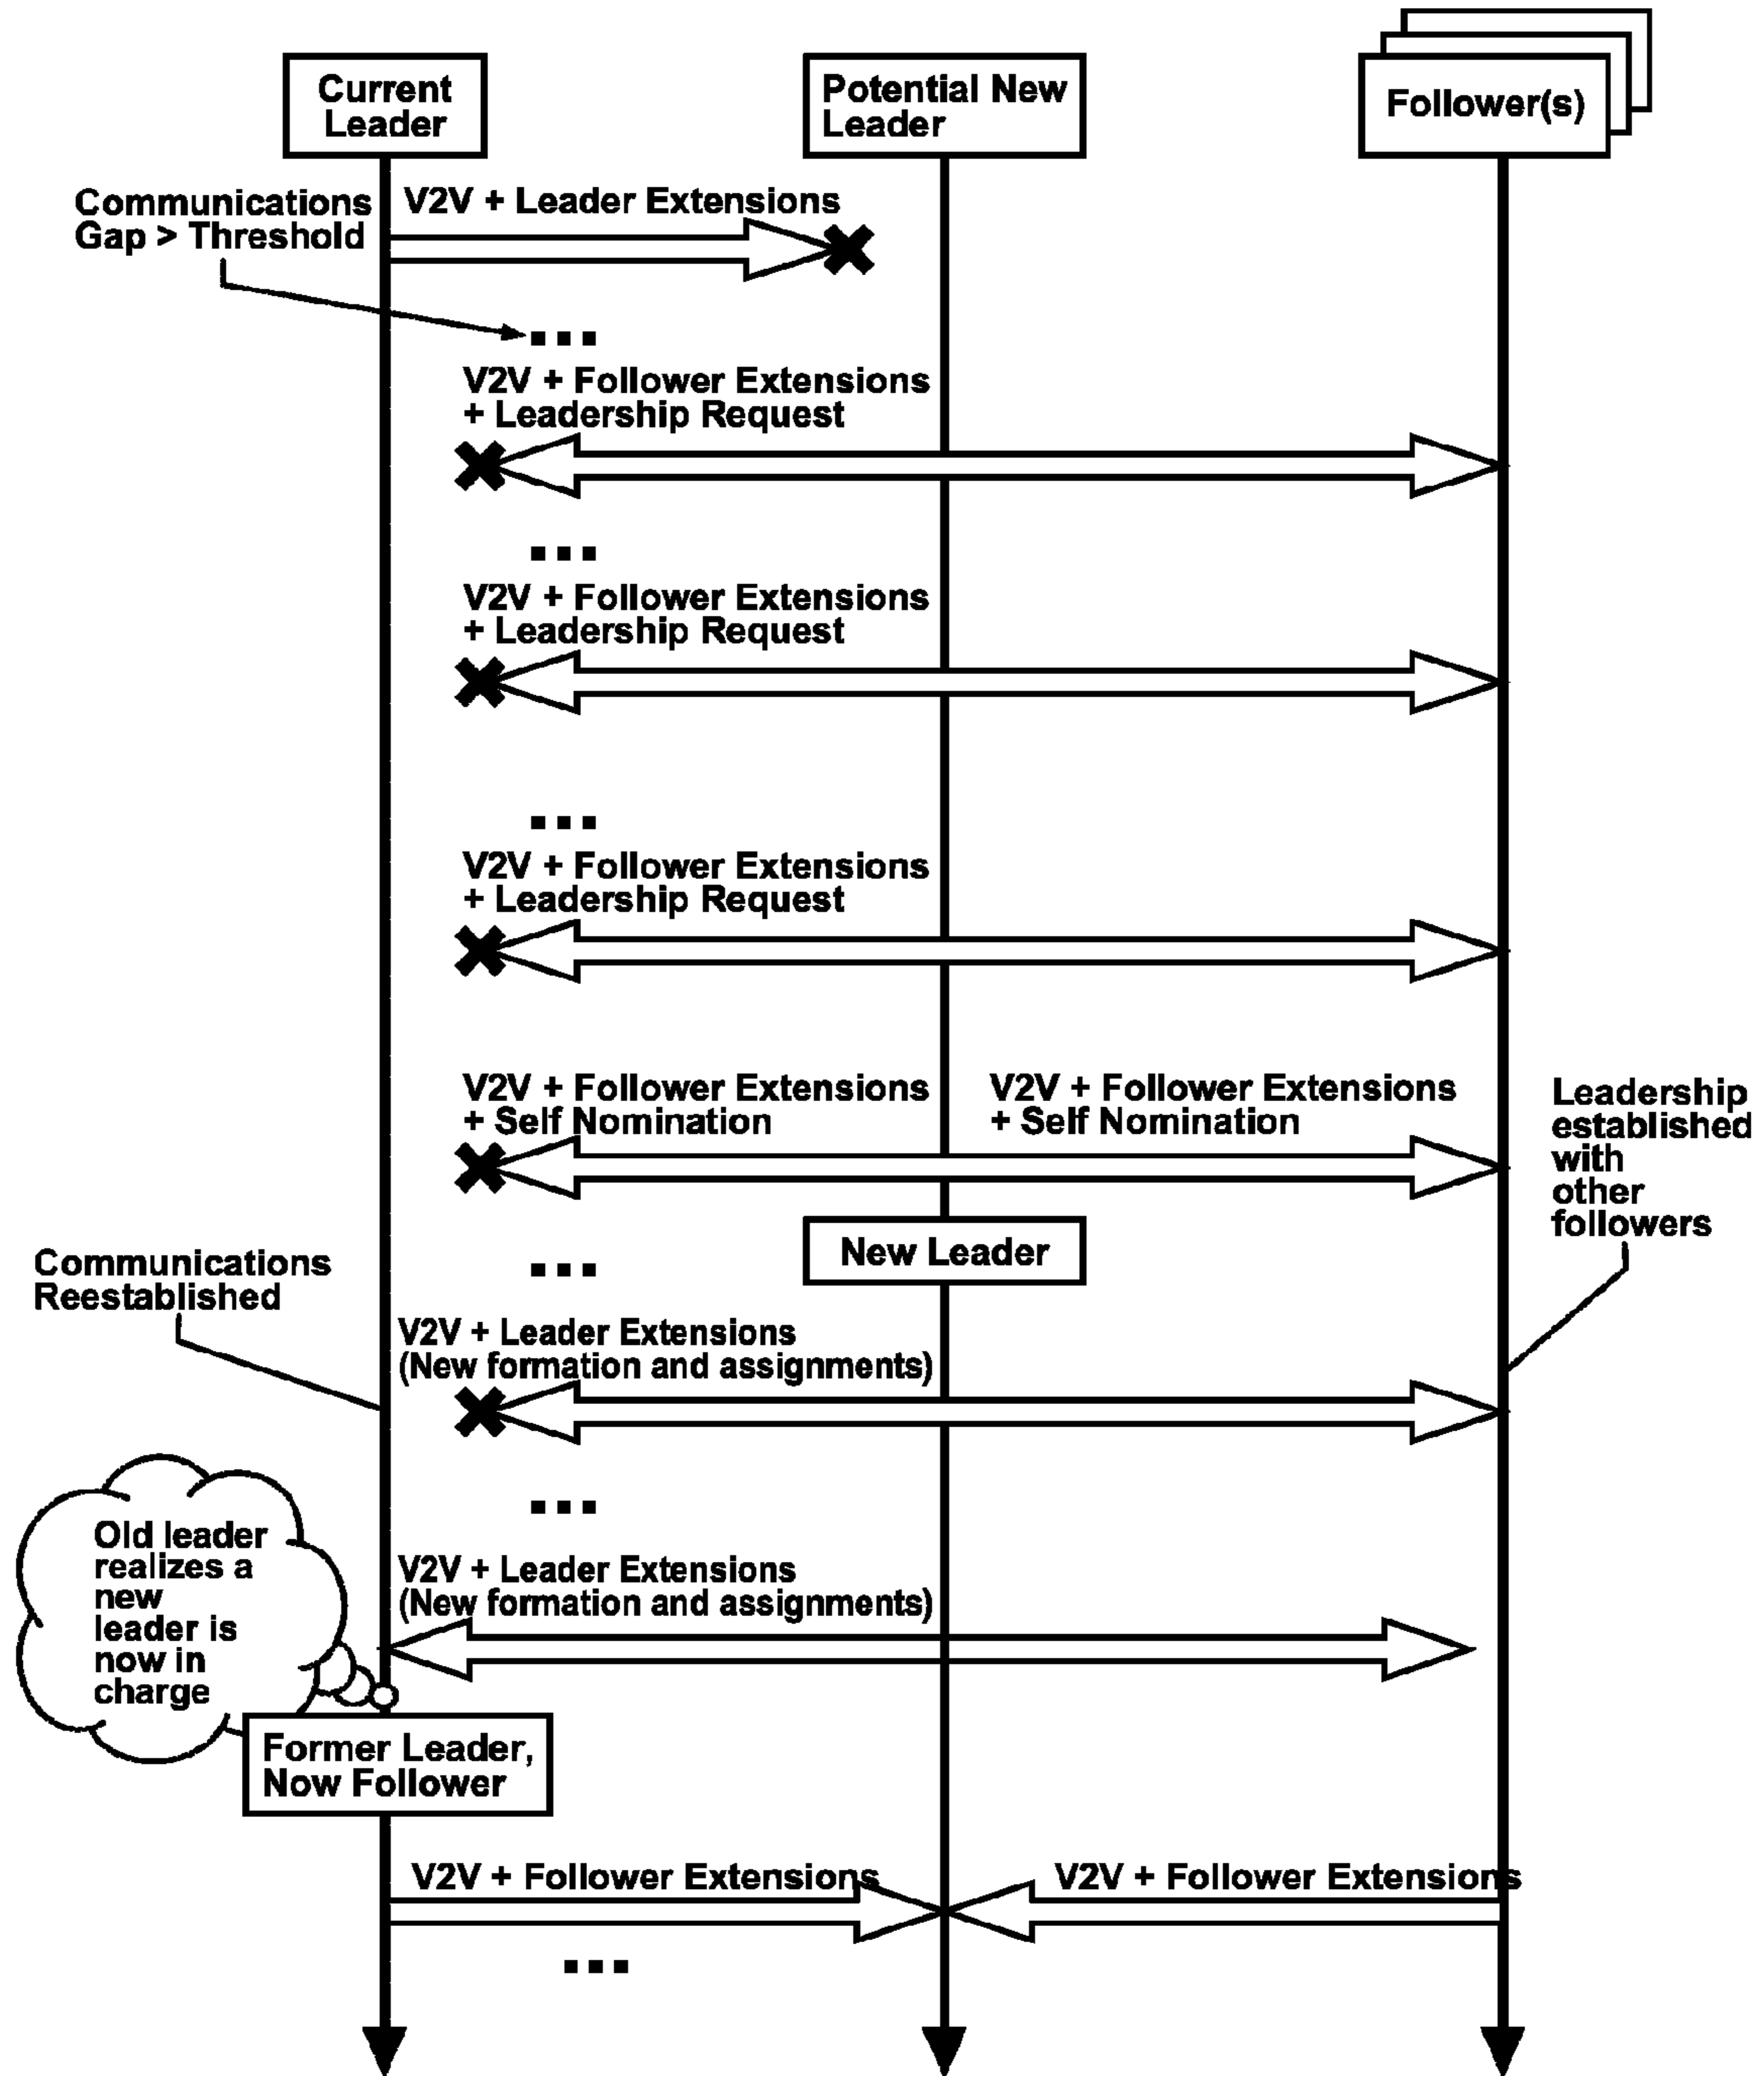 Current
Leader
Potential New
Leader
Follower(s)
Communications
Gap > Threshold
V2V + Leader Extensions
...
V2V + Follower Extensions
+ Leadership Request
...
V2V + Follower Extensions
+ Leadership Request
...
V2V + Follower Extensions
+ Leadership Request
V2V + Follower Extensions
+ Self Nomination
V2V + Follower Extensions
+ Self Nomination
Leadership
established
with
other
followers
New Leader
Communications
Reestablished
...
V2V + Leader Extensions
(New formation and assignments)
...
Old leader
realizes a
new
leader is
now in
charge
V2V + Leader Extensions
(New formation and assignments)
Former Leader,
Now Follower
V2V + Follower Extensions
V2V + Follower Extensions
...